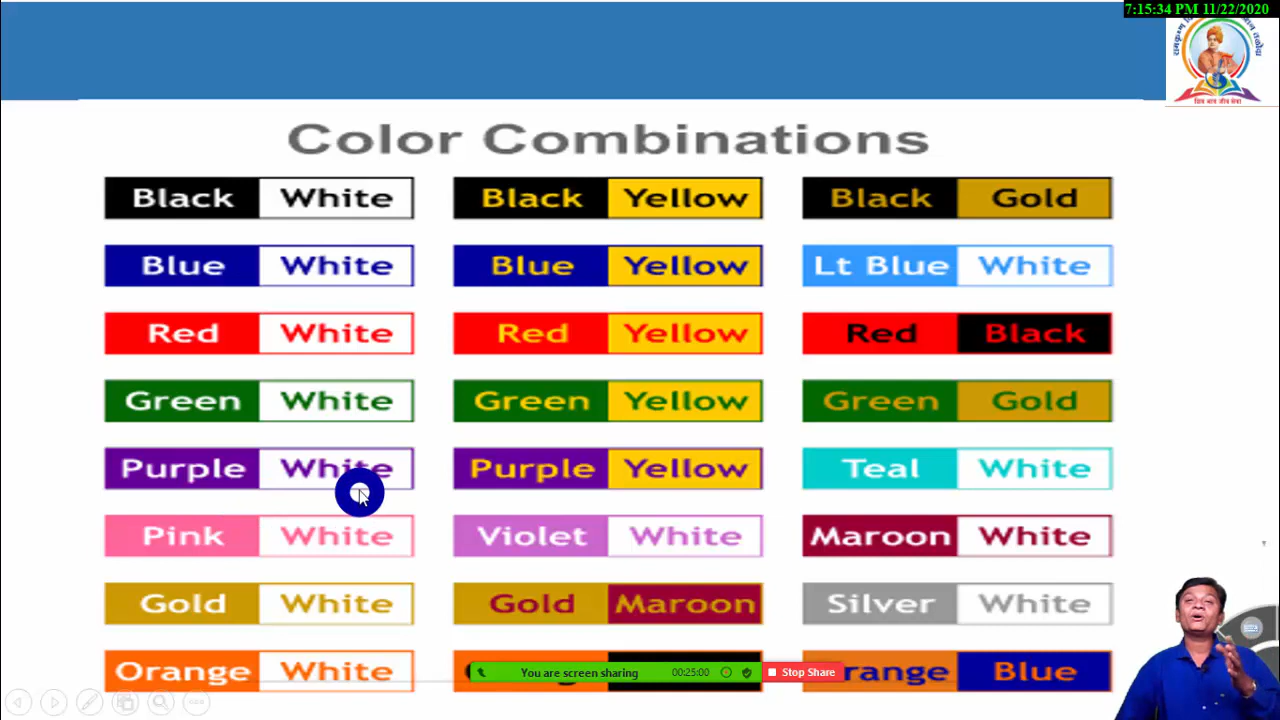 7:15:34 PM 11/22/2020
शिव भावे जीव सेवा
Color Combinations
Black White Black Yellow Black Gold
Blue White Blue Yellow Lt Blue White
Red White Red Yellow Red Black
Green White Green Yellow Green Gold
Purple White Purple Yellow Teal White
Pink White Violet White Maroon White
Gold White Gold Maroon Silver White
Orange White Blue
You are screen sharing 00:25:00 Stop Share